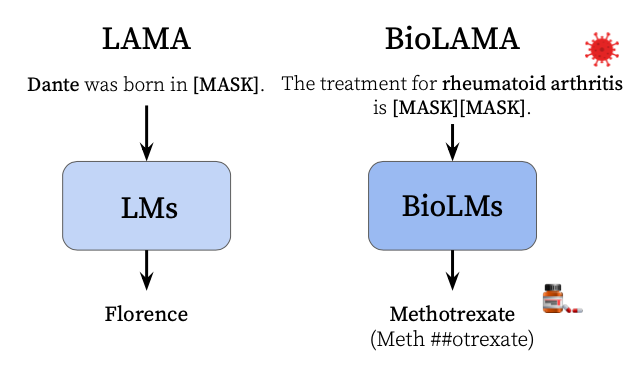 LAMA
Dante was born in [MASK].
LMs
Florence
BioLAMA
The treatment for rheumatoid arthritis
is [MASK][MASK].
BioLMs
Methotrexate
(Meth ##otrexate)